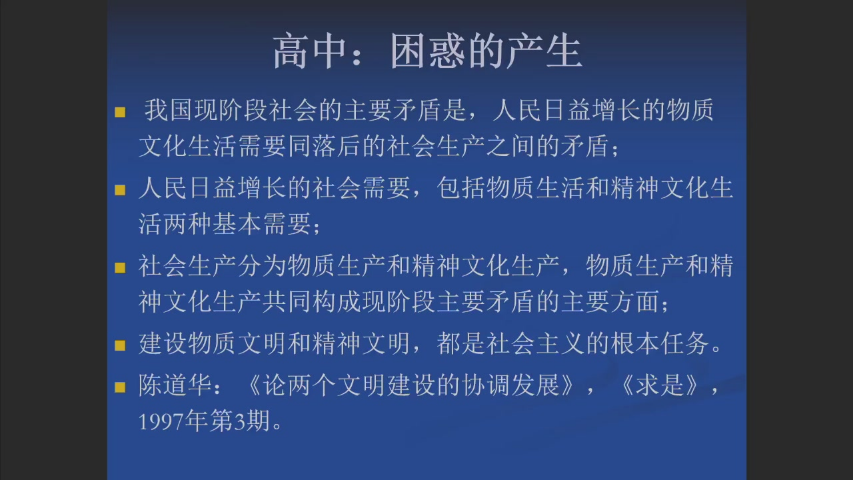 高中：困惑的产生
我国现阶段社会的主要矛盾是，人民日益增长的物质
文化生活需要同落后的社会生产之间的矛盾；
人民日益增长的社会需要，包括物质生活和精神文化生
活两种基本需要；
社会生产分为物质生产和精神文化生产，物质生产和精
神文化生产共同构成现阶段主要矛盾的主要方面；
建设物质文明和精神文明，都是社会主义的根本任务。
陈道华：《论两个文明建设的协调发展》，《求是》，
1997年第3期。